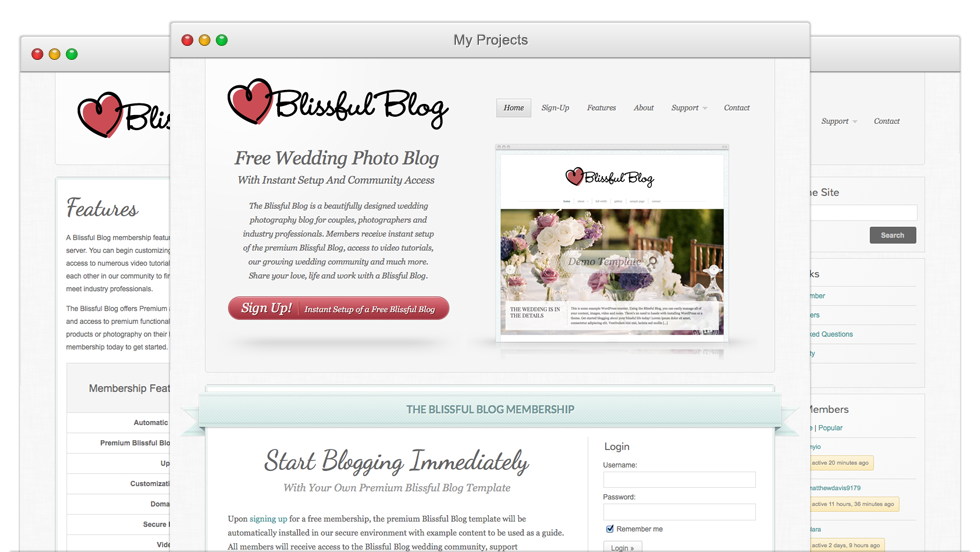 My Projects
Blissful Blog
Home Sign-Up Features About Support Contact
Free Wedding Photo Blog
With Instant Setup And Community Access
The Blissful Blog is a beautifully designed wedding
photography blog for couples, photographers and
industry professionals. Members receive instant setup
of the premium Blissful Blog, access to video tutorials,
our growing wedding community and much more.
Share your love, life and work with a Blissful Blog.
Sign Up! Instant Setup of a Free Blissful Blog
Blissful Blog
Demo Template
THE WEDDING IS IN
THE DETAILS
THE BLISSFUL BLOG MEMBERSHIP
Start Blogging Immediately
With Your Own Premium Blissful Blog Template
Upon signing up for a free membership, the premium Blissful Blog template will be
automatically installed in our secure environment with example content to be used as a guide.
All members will receive access to the Blissful Blog wedding community, support
Login
Username:
Password:
Remember me
Login »
Blis
Features
A Blissful Blog membership featu
server. You can begin customizing
access to numerous video tutorial
each other in our community to fir
meet industry professionals.
The Blissful Blog offers Premium
and access to premium functional
products or photography on their
membership today to get started.
Membership Feat
Automatic
Premium Blissful Blo
Up
Customizati
Doma
Secure
Vide
Support Contact
he Site
Search
ks
mber
ers
d Questions
ty
Members
| Popular
eyio
active 20 minutes ago
matthewdavis9179
active 11 hours, 36 minutes ago
lara
active 2 days, 9 hours ago